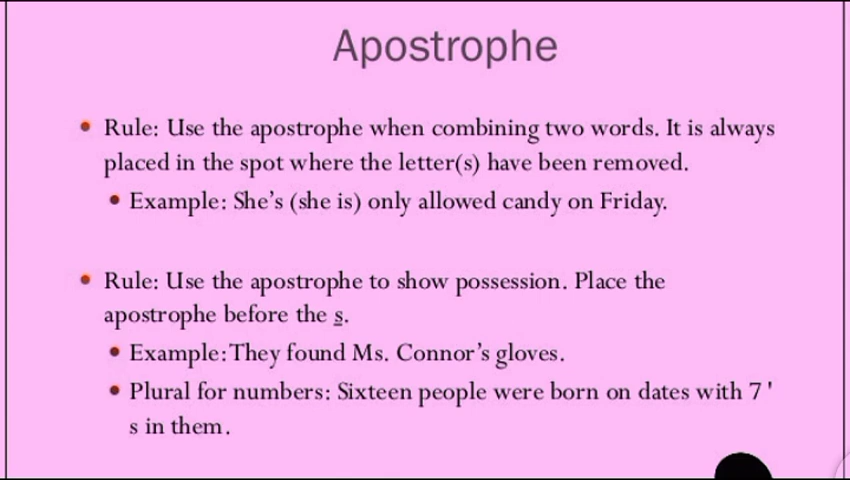 Apostrophe
• Rule: Use the apostrophe when combining two words. It is always
placed in the spot where the letter(s) have been removed.
• Example: She’s (she is) only allowed candy on Friday.
• Rule: Use the apostrophe to show possession. Place the
apostrophe before the s.
• Example: They found Ms. Connor’s gloves.
• Plural for numbers: Sixteen people were born on dates with 7 '
s in them.